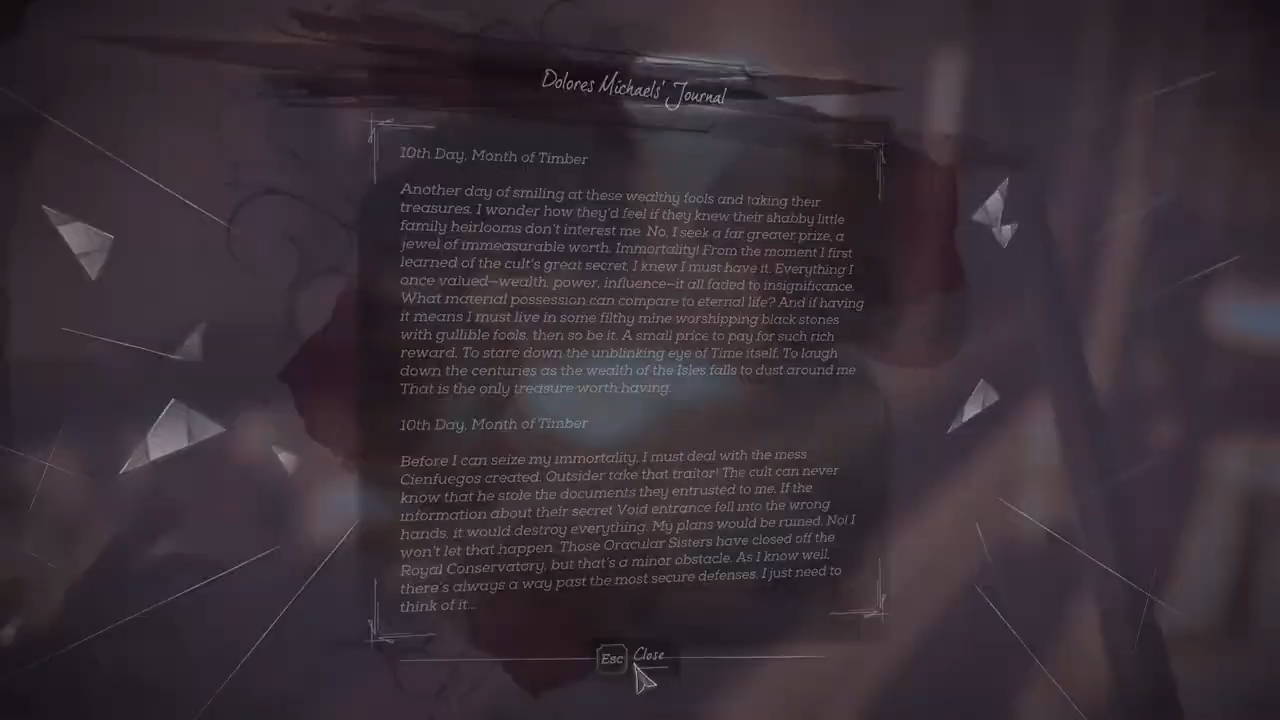 Dolores Michaels' Journal
10th Day, Month of Timber
Another day of smiling at these wealthy fools and taking their
treasures. I wonder how they'd feel if they knew their shabby little
family heirlooms don't interest me. No, I seek a far greater prize, a
jewel of immeasurable worth. Immortality! From the moment I first
learned of the cult's great secret, I knew I must have it. Everything I
once valued—wealth, power, influence—it all faded to insignificance.
What material possession can compare to eternal life? And if having
it means I must live in some filthy mine worshipping black stones
with gullible fools, then so be it. A small price to pay for such rich
reward. To stare down the unblinking eye of Time itself. To laugh
down the centuries as the wealth of the Isles falls to dust around me
That is the only treasure worth having.
10th Day, Month of Timber
Before I can seize my immortality, I must deal with the mess
Cienfuegos created. Outsider take that traitor! The cult can never
know that he stole the documents they entrusted to me. If the
information about their secret Void entrance fell into the wrong
hands, it would destroy everything. My plans would be ruined. No! I
won't let that happen. Those Oracular Sisters have closed off the
Royal Conservatory, but that's a minor obstacle. As I know well,
there's always a way past the most secure defenses. I just need to
think of it...
Esc Close